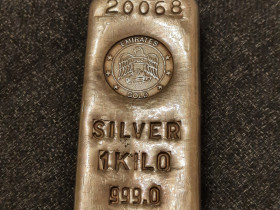 20068
EMIRATES
GOLD
SILVER
1 KILO
999.0